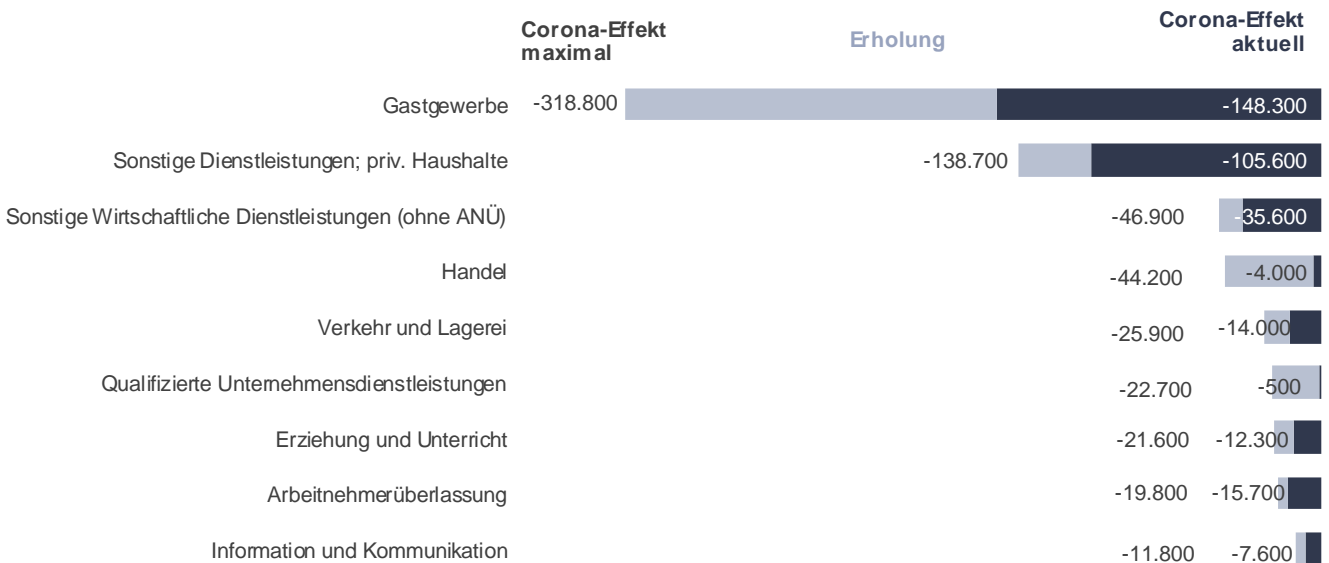 Corona-Effekt
maximal
Erholung
Corona-Effekt
aktuell
Gastgewerbe -318.800 -148.300
Sonstige Dienstleistungen; priv. Haushalte -138.700 -105.600
Sonstige Wirtschaftliche Dienstleistungen (ohne ANÜ) -46.900 -35.600
Handel -44.200 -4.000
Verkehr und Lagerei -25.900 -14.000
Qualifizierte Unternehmensdienstleistungen -22.700 -500
Erziehung und Unterricht -21.600 -12.300
Arbeitnehmerüberlassung -19.800 -15.700
Information und Kommunikation -11.800 -7.600